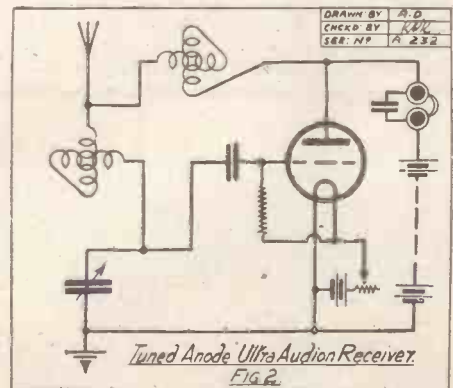 DRAWN BY A.D
CHCKD BY
SER: Nº A 232
Tuned Anode Ultra Audion Receiver.
FIG 2.